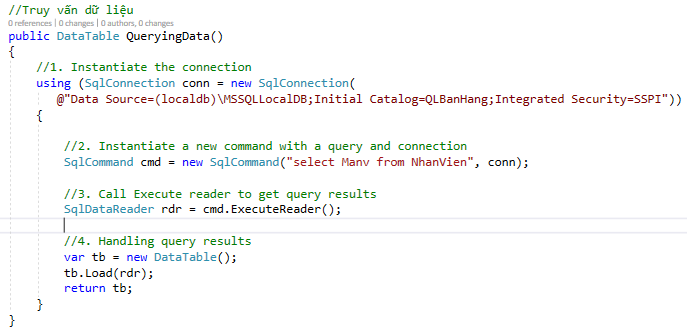 //Truy vấn dữ liệu
0 references | 0 changes | 0 authors, 0 changes
public DataTable QueryingData()
{
//1. Instantiate the connection
using (SqlConnection conn = new SqlConnection(
@"Data Source=(localdb)\MSSQLLocalDB;Initial Catalog=QLBanHang;Integrated Security=SSPI"))
{
//2. Instantiate a new command with a query and connection
SqlCommand cmd = new SqlCommand("select Manv from NhanVien", conn);
//3. Call Execute reader to get query results
SqlDataReader rdr = cmd.ExecuteReader();
//4. Handling query results
var tb = new DataTable();
tb.Load(rdr);
return tb;
}
}